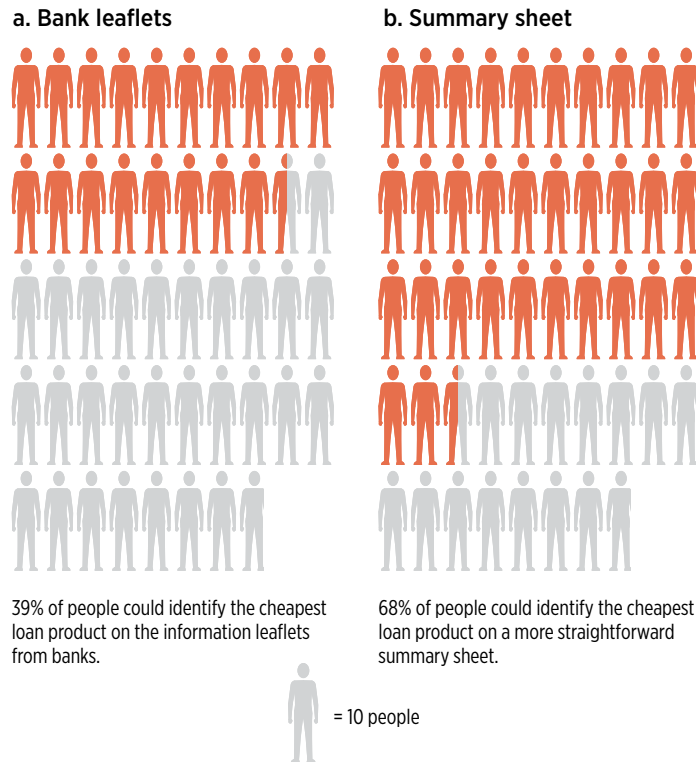 a. Bank leaflets
b. Summary sheet
39% of people could identify the cheapest
loan product on the information leaflets
from banks.
68% of people could identify the cheapest
loan product on a more straightforward
summary sheet.
= 10 people